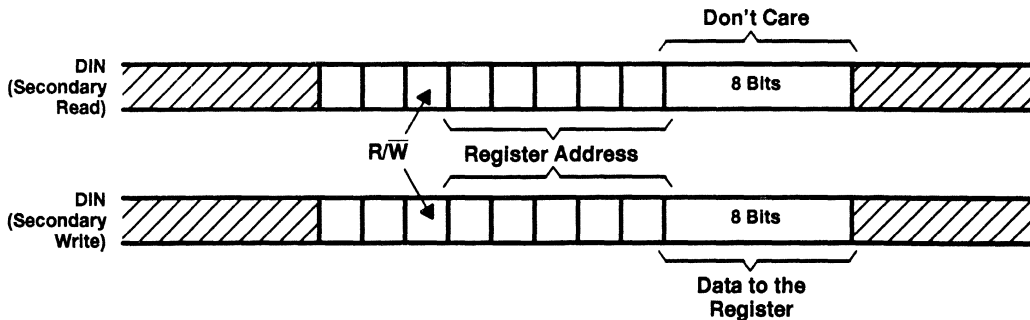 Don't Care
DIN
(Secondary
Read)
8 Bits
R/W̅
Register Address
DIN
(Secondary
Write)
8 Bits
Data to the
Register